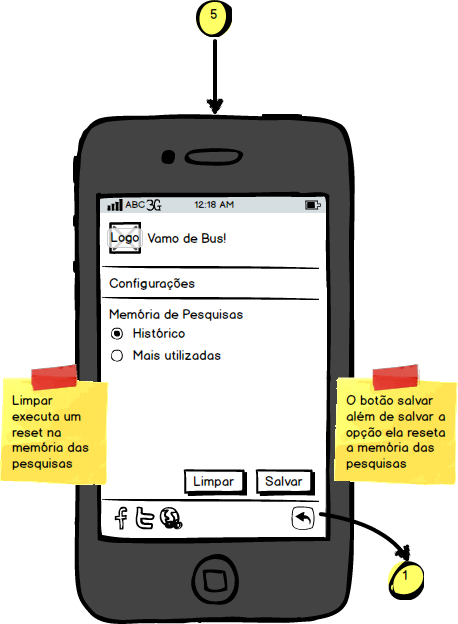 5
ABC 3G 12:18 AM
Logo Vamo de Bus!
Configurações
Memória de Pesquisas
Histórico
Mais utilizadas
Limpar
executa um
reset na
memória das
pesquisas
O botão salvar
além de salvar a
opção ela reseta
a memória das
pesquisas
Limpar Salvar
1